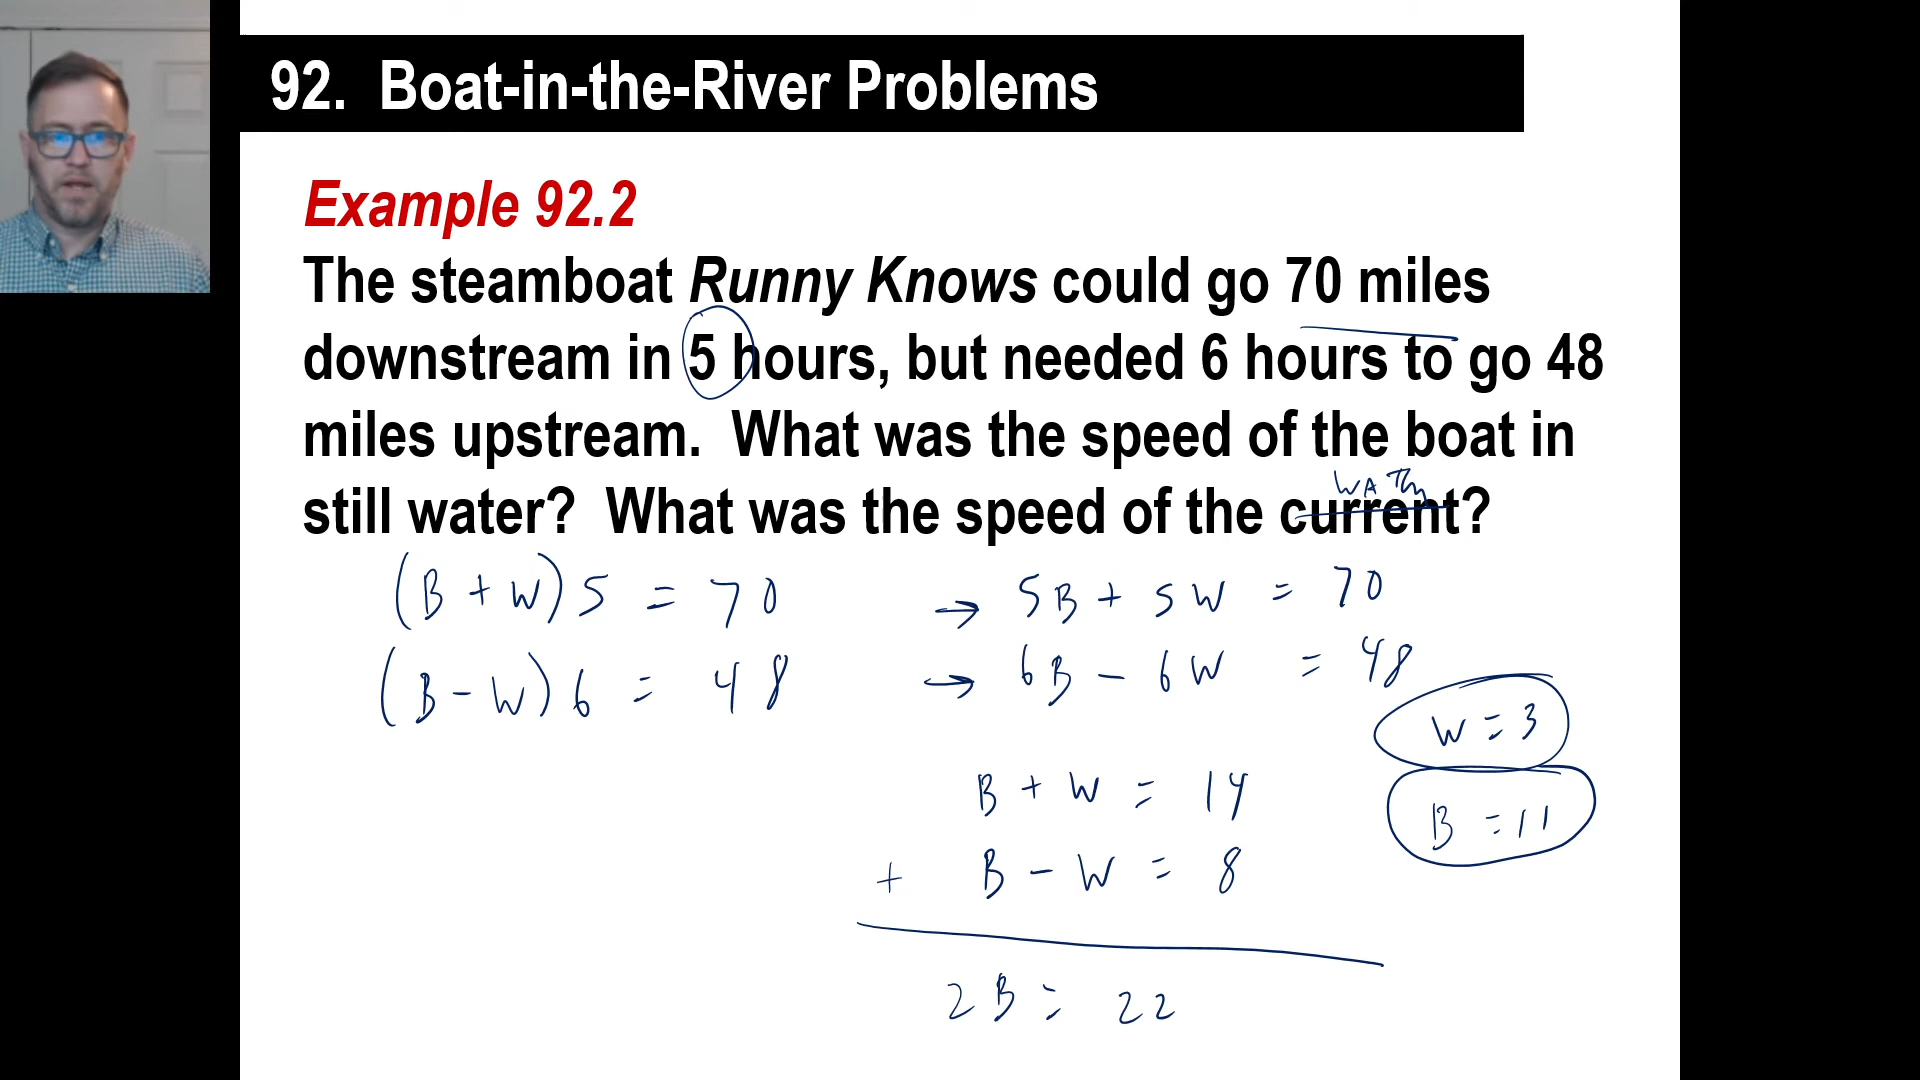 92. Boat-in-the-River Problems
Example 92.2
The steamboat Runny Knows could go 70 miles
downstream in 5 hours, but needed 6 hours to go 48
miles upstream. What was the speed of the boat in
still water? What was the speed of the current?
(B + W) 5 = 70 → 5B + 5W = 70
(B - W) 6 = 48 → 6B - 6W = 48
W = 3
B + W = 14
B = 11
+ B - W = 8
2B = 22